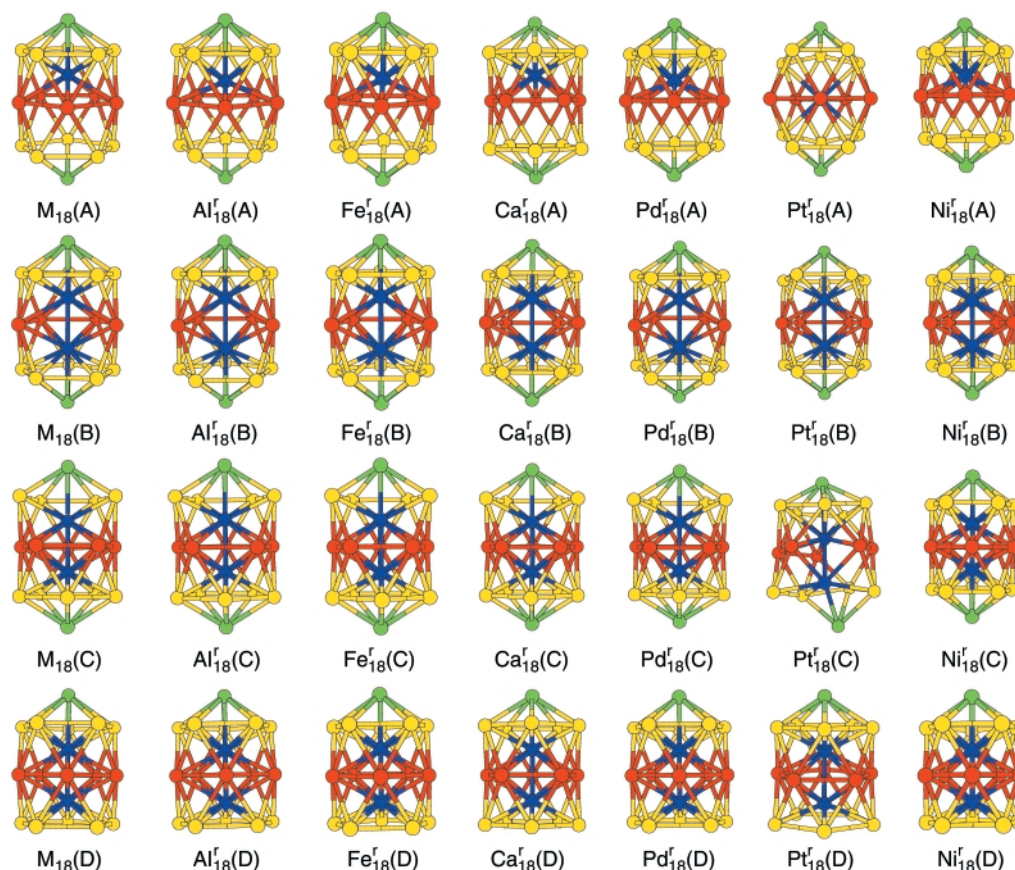 M₁₈(A) Alʳ₁₈(A) Feʳ₁₈(A) Caʳ₁₈(A) Pdʳ₁₈(A) Ptʳ₁₈(A) Niʳ₁₈(A)
M₁₈(B) Alʳ₁₈(B) Feʳ₁₈(B) Caʳ₁₈(B) Pdʳ₁₈(B) Ptʳ₁₈(B) Niʳ₁₈(B)
M₁₈(C) Alʳ₁₈(C) Feʳ₁₈(C) Caʳ₁₈(C) Pdʳ₁₈(C) Ptʳ₁₈(C) Niʳ₁₈(C)
M₁₈(D) Alʳ₁₈(D) Feʳ₁₈(D) Caʳ₁₈(D) Pdʳ₁₈(D) Ptʳ₁₈(D) Niʳ₁₈(D)